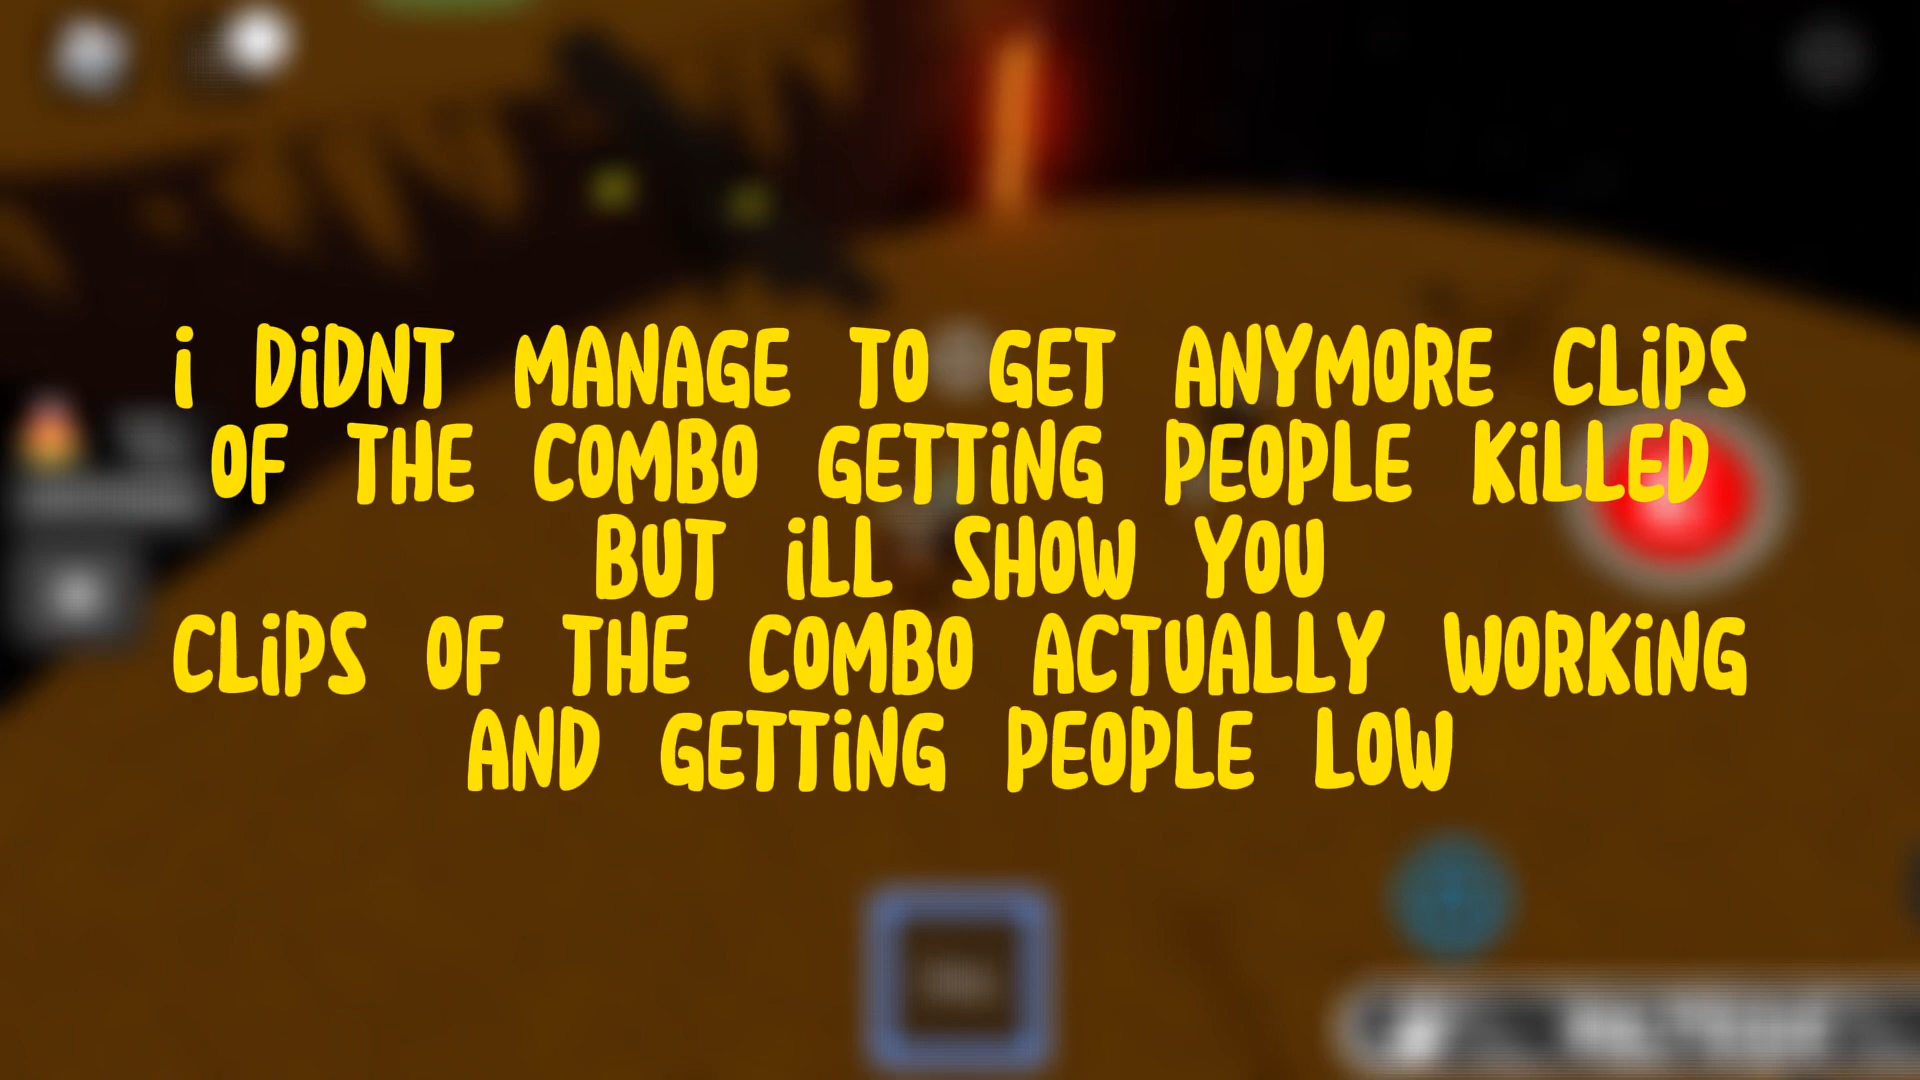 i DiDNT MANAGE TO GET ANYMORE CLiPS
OF THE COMBO GETTiNG PEOPLE KiLLED
BUT iLL SHOW YOU
CLiPS OF THE COMBO ACTUALLY WORKiNG
AND GETTiNG PEOPLE LOW